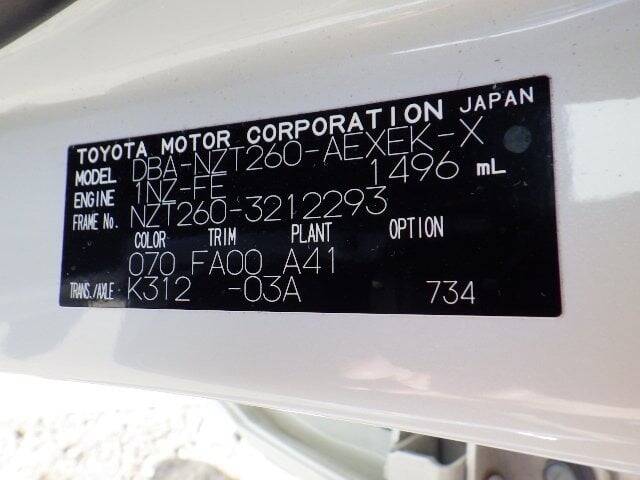 TOYOTA MOTOR CORPORATION JAPAN
MODEL DBA-NZT260-AEXEK-X
ENGINE 1NZ-FE 1496 mL
FRAME No. NZT260-3212293
COLOR TRIM PLANT OPTION
070 FA00 A41
TRANS./AXLE K312 -03A 734